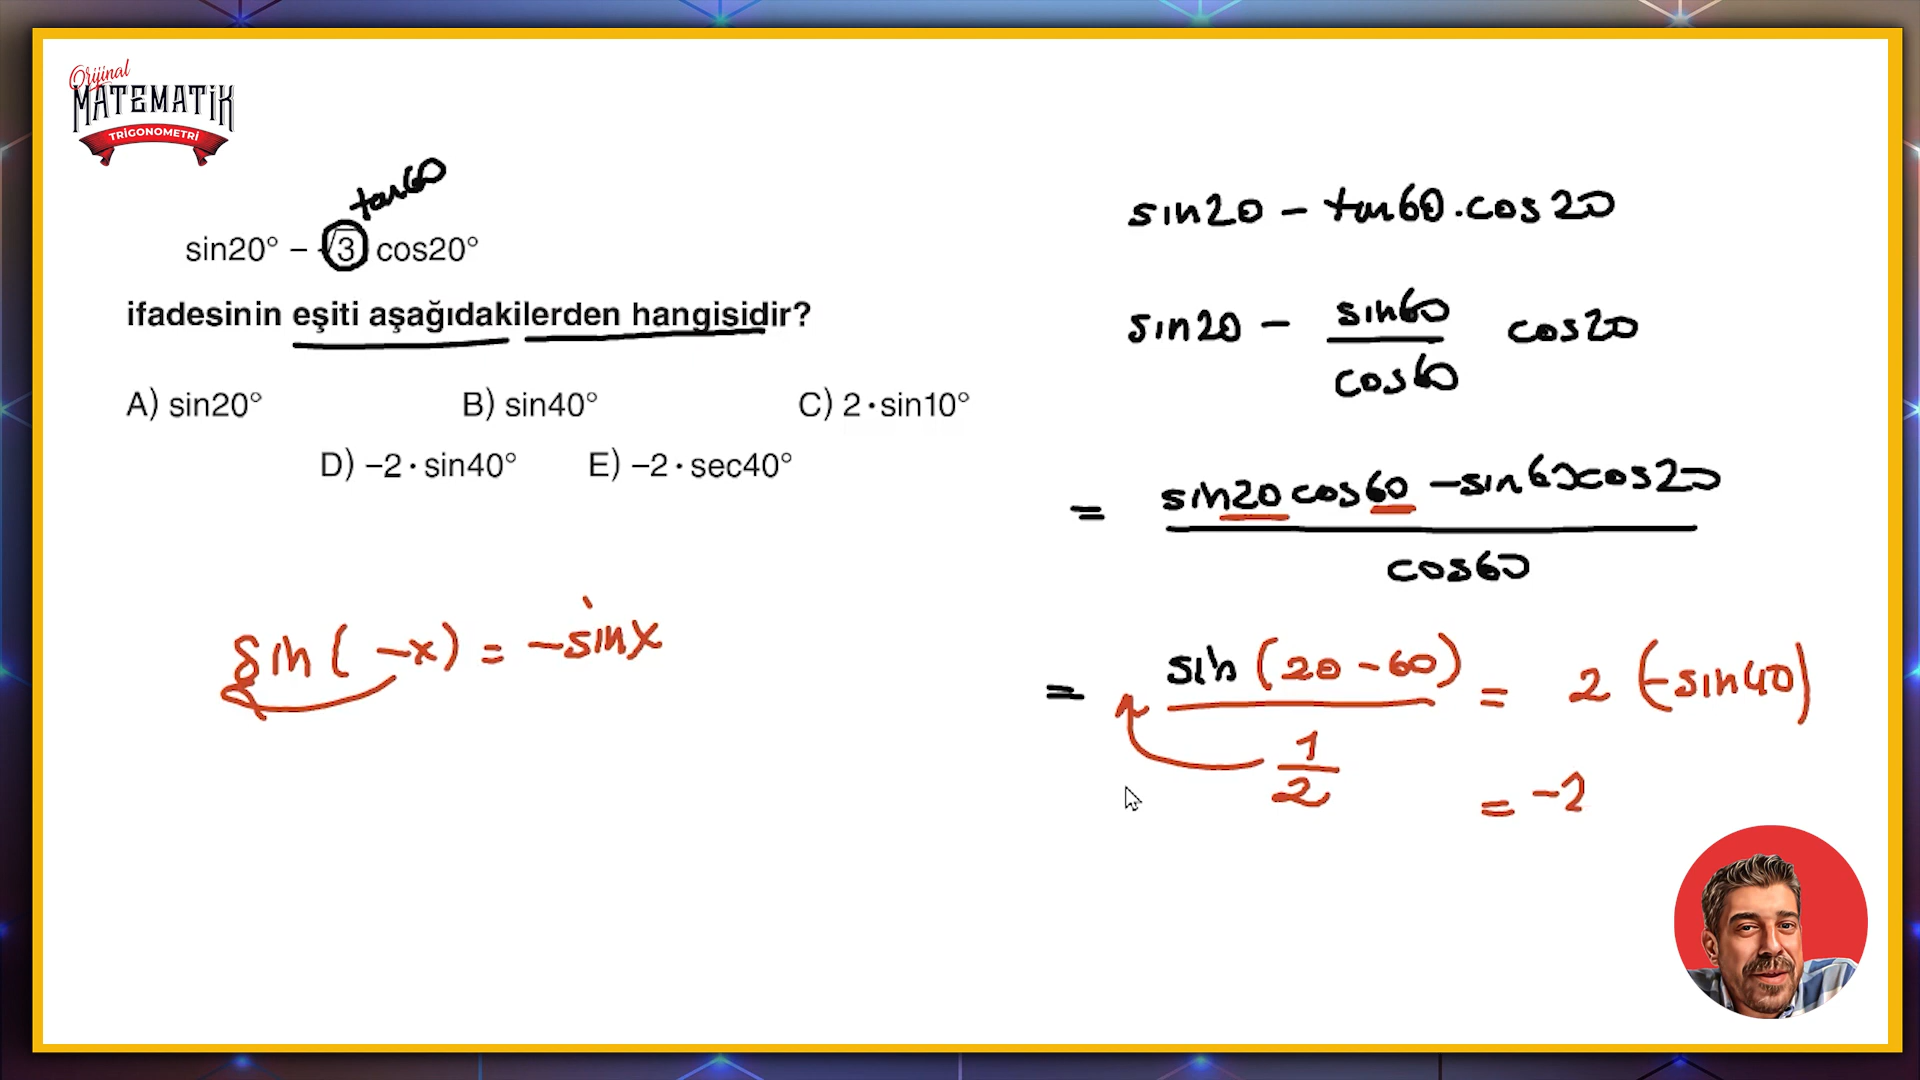 Orijinal
MATEMATİK
TRİGONOMETRİ
tan60
sin20° – √3 cos20°
ifadesinin eşiti aşağıdakilerden hangisidir?
A) sin20° B) sin40° C) 2·sin10°
D) –2·sin40° E) –2·sec40°
sin(-x) = -sinx
sin20 - tan60.cos20
sin20 - sin60/cos60 cos20
= sin20cos60 - sin60cos20
cos60
= sin(20-60) = 2(-sin40)
1/2
= -2